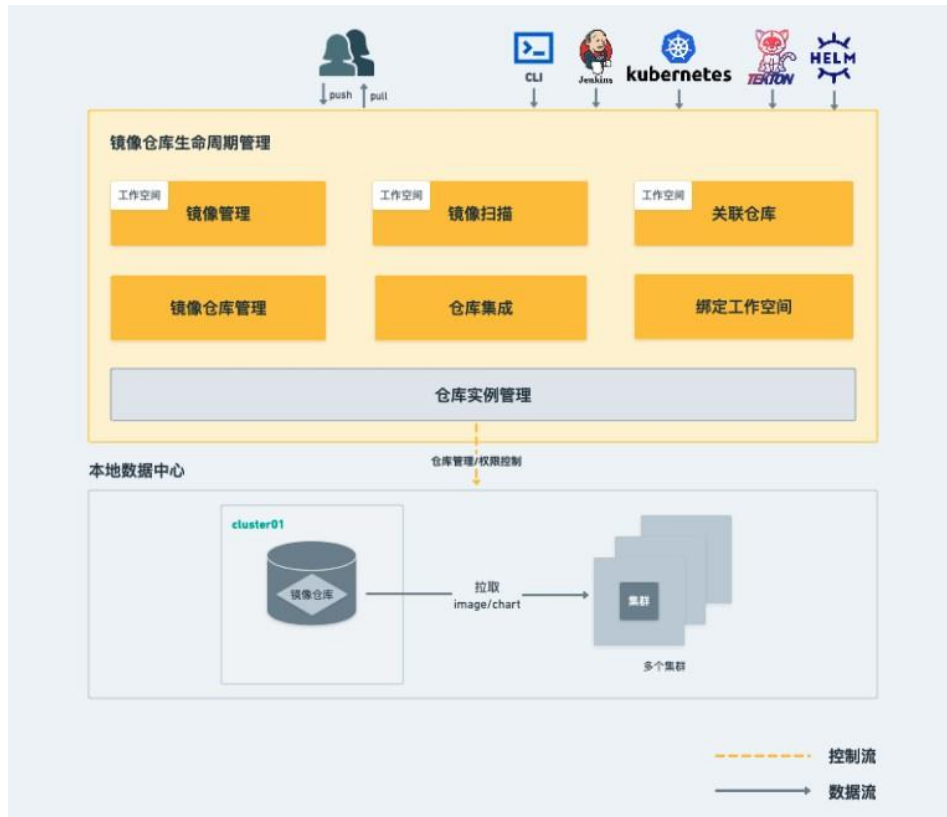 push
pull
CLI
Jenkins
kubernetes
TEKTON
HELM
镜像仓库生命周期管理
工作空间
镜像管理
工作空间
镜像扫描
工作空间
关联仓库
镜像仓库管理
仓库集成
绑定工作空间
仓库实例管理
仓库管理/权限控制
本地数据中心
cluster01
镜像仓库
拉取
image/chart
集群
多个集群
控制流
数据流